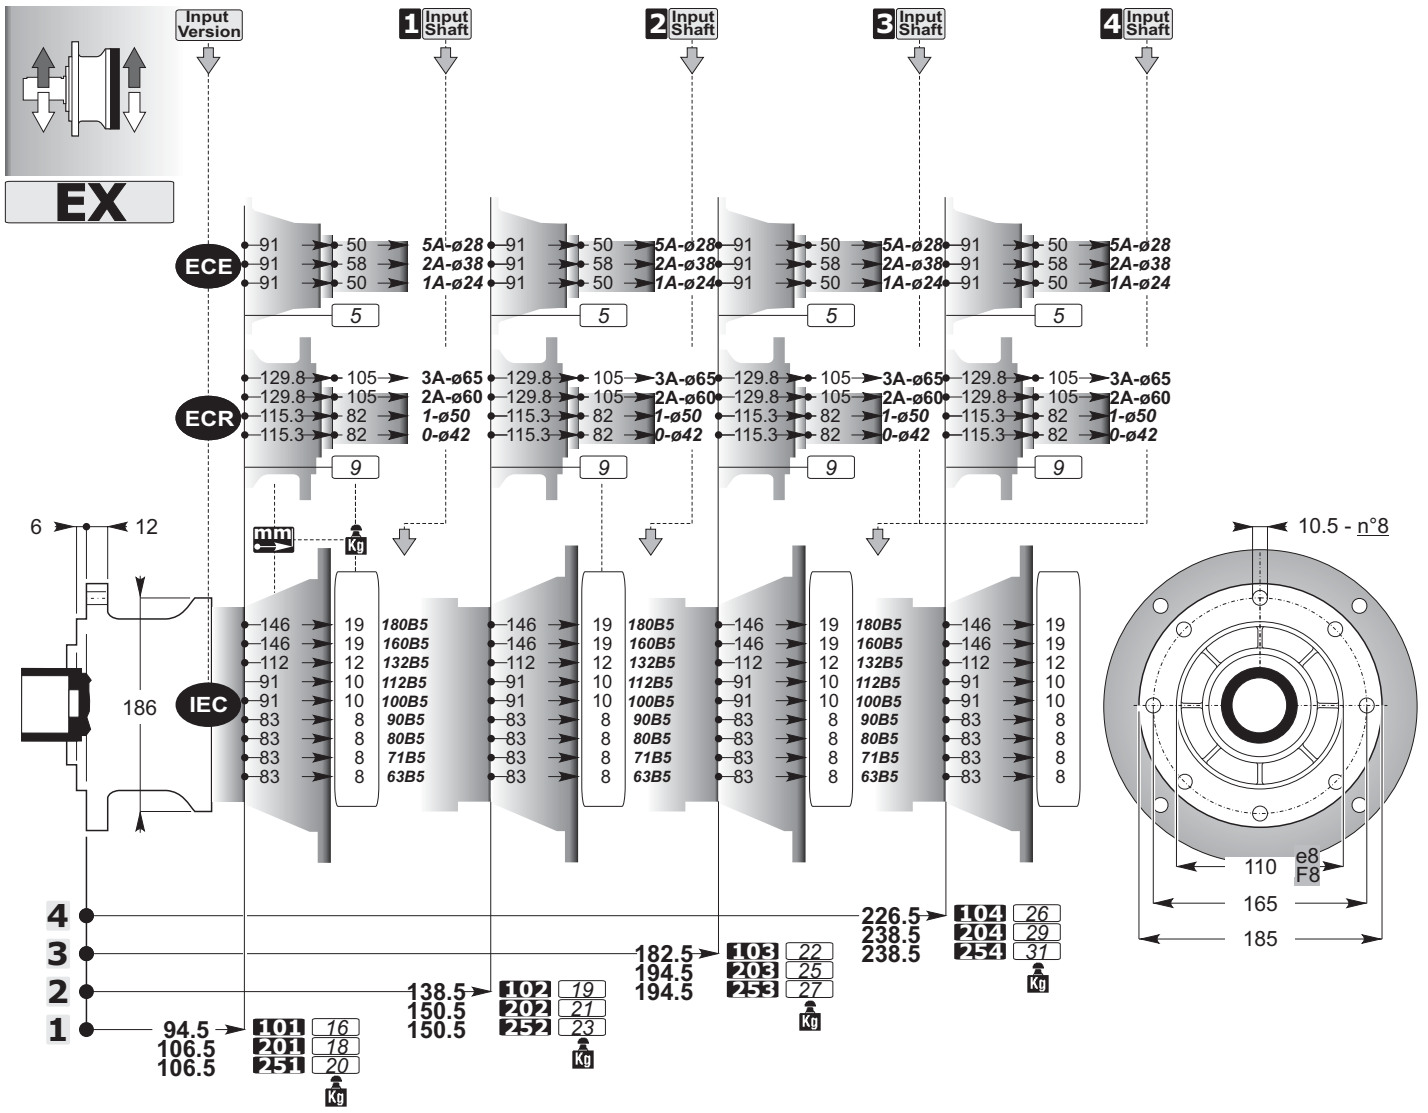 Input
Version
1 Input
Shaft
2 Input
Shaft
3 Input
Shaft
4 Input
Shaft
EX
ECE
91 50 5A-ø28 91 50 5A-ø28 91 50 5A-ø28 91 50 5A-ø28
91 58 2A-ø38 91 58 2A-ø38 91 58 2A-ø38 91 58 2A-ø38
91 50 1A-ø24 91 50 1A-ø24 91 50 1A-ø24 91 50 1A-ø24
5 5 5 5
ECR
129.8 105 3A-ø65 129.8 105 3A-ø65 129.8 105 3A-ø65 129.8 105 3A-ø65
129.8 105 2A-ø60 129.8 105 2A-ø60 129.8 105 2A-ø60 129.8 105 2A-ø60
115.3 82 1-ø50 115.3 82 1-ø50 115.3 82 1-ø50 115.3 82 1-ø50
115.3 82 0-ø42 115.3 82 0-ø42 115.3 82 0-ø42 115.3 82 0-ø42
9 9 9 9
6 12
mm
Kg
10.5 - n°8
186
IEC
146 19 180B5 146 19 180B5 146 19 180B5 146 19
146 19 160B5 146 19 160B5 146 19 160B5 146 19
112 12 132B5 112 12 132B5 112 12 132B5 112 12
91 10 112B5 91 10 112B5 91 10 112B5 91 10
91 10 100B5 91 10 100B5 91 10 100B5 91 10
83 8 90B5 83 8 90B5 83 8 90B5 83 8
83 8 80B5 83 8 80B5 83 8 80B5 83 8
83 8 71B5 83 8 71B5 83 8 71B5 83 8
83 8 63B5 83 8 63B5 83 8 63B5 83 8
110 e8
F8
165
185
4 226.5 104 26
238.5 204 29
238.5 254 31
Kg
3 182.5 103 22
194.5 203 25
194.5 253 27
Kg
2 138.5 102 19
150.5 202 21
150.5 252 23
Kg
1 94.5 101 16
106.5 201 18
106.5 251 20
Kg